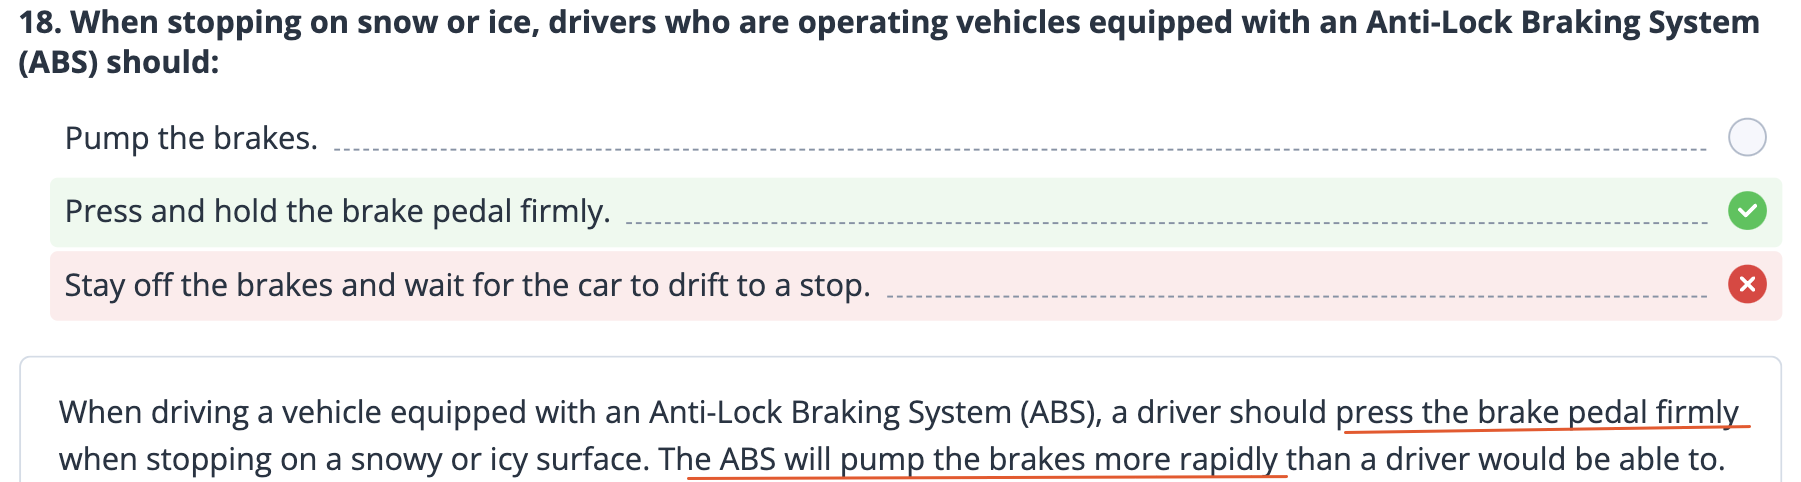 18. When stopping on snow or ice, drivers who are operating vehicles equipped with an Anti-Lock Braking System
(ABS) should:
Pump the brakes.
Press and hold the brake pedal firmly.
Stay off the brakes and wait for the car to drift to a stop.
When driving a vehicle equipped with an Anti-Lock Braking System (ABS), a driver should press the brake pedal firmly
when stopping on a snowy or icy surface. The ABS will pump the brakes more rapidly than a driver would be able to.